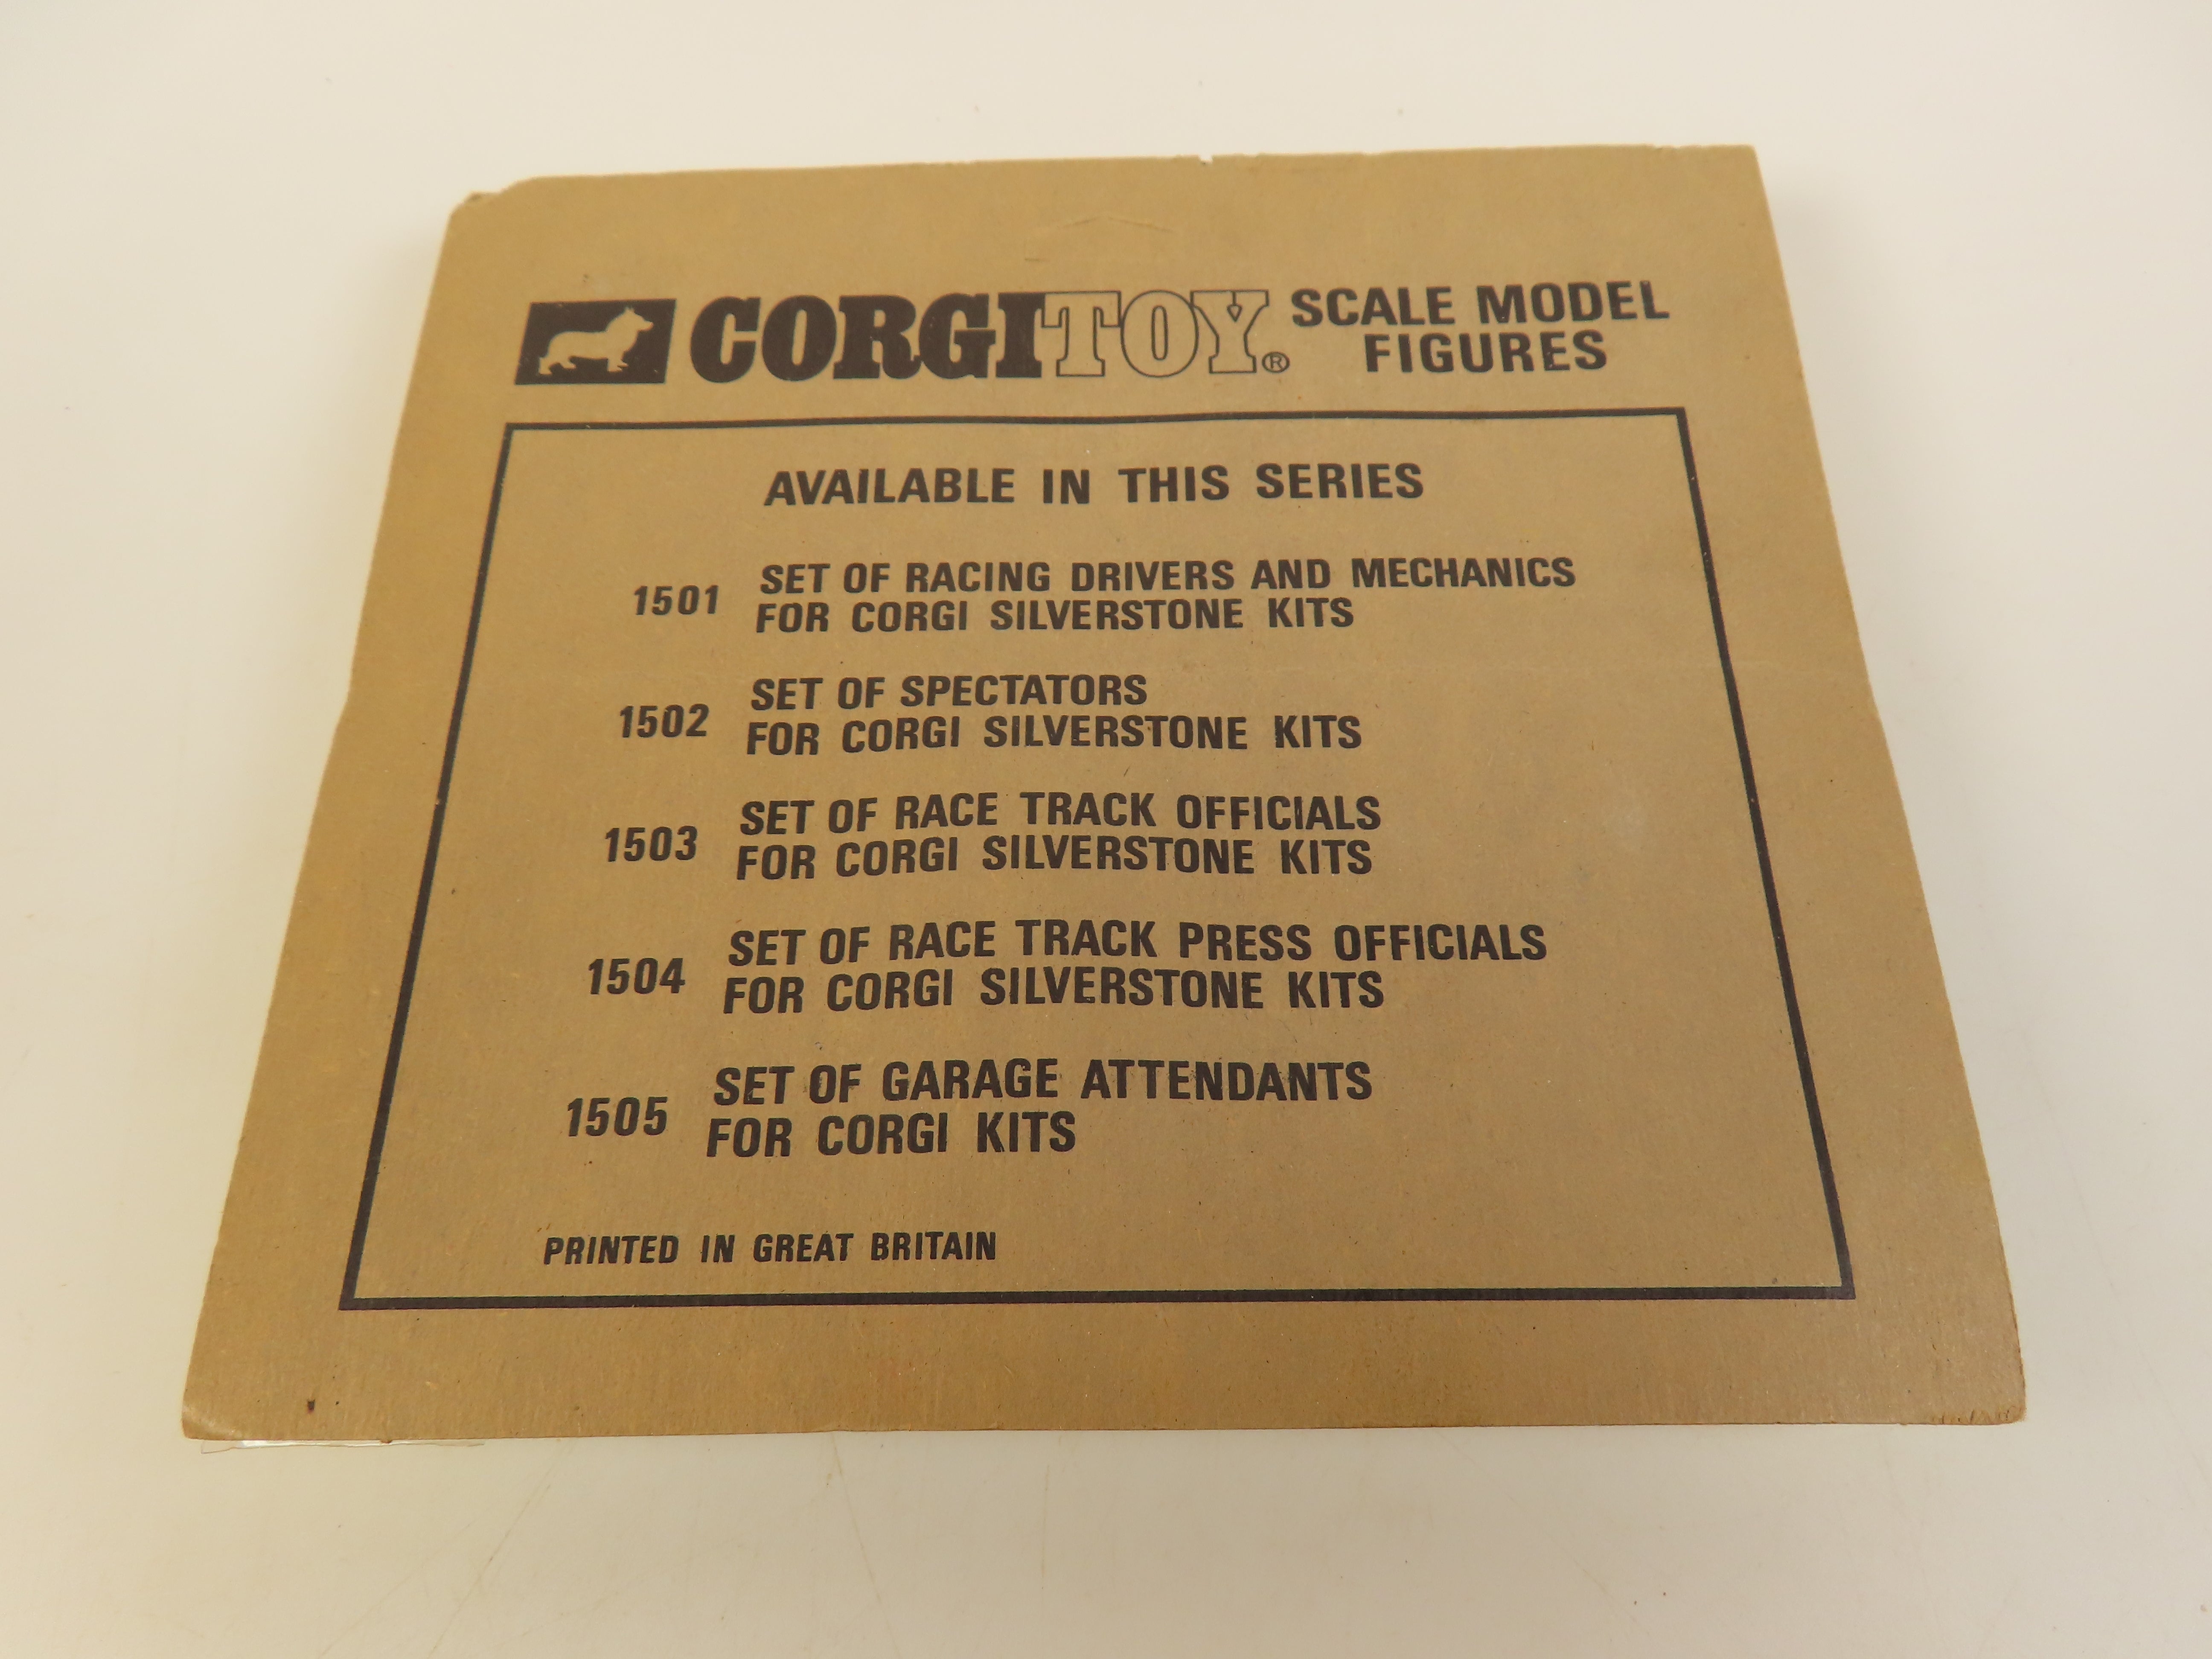 CORGITOY® SCALE MODEL
FIGURES
AVAILABLE IN THIS SERIES
1501 SET OF RACING DRIVERS AND MECHANICS
FOR CORGI SILVERSTONE KITS
1502 SET OF SPECTATORS
FOR CORGI SILVERSTONE KITS
1503 SET OF RACE TRACK OFFICIALS
FOR CORGI SILVERSTONE KITS
1504 SET OF RACE TRACK PRESS OFFICIALS
FOR CORGI SILVERSTONE KITS
1505 SET OF GARAGE ATTENDANTS
FOR CORGI KITS
PRINTED IN GREAT BRITAIN